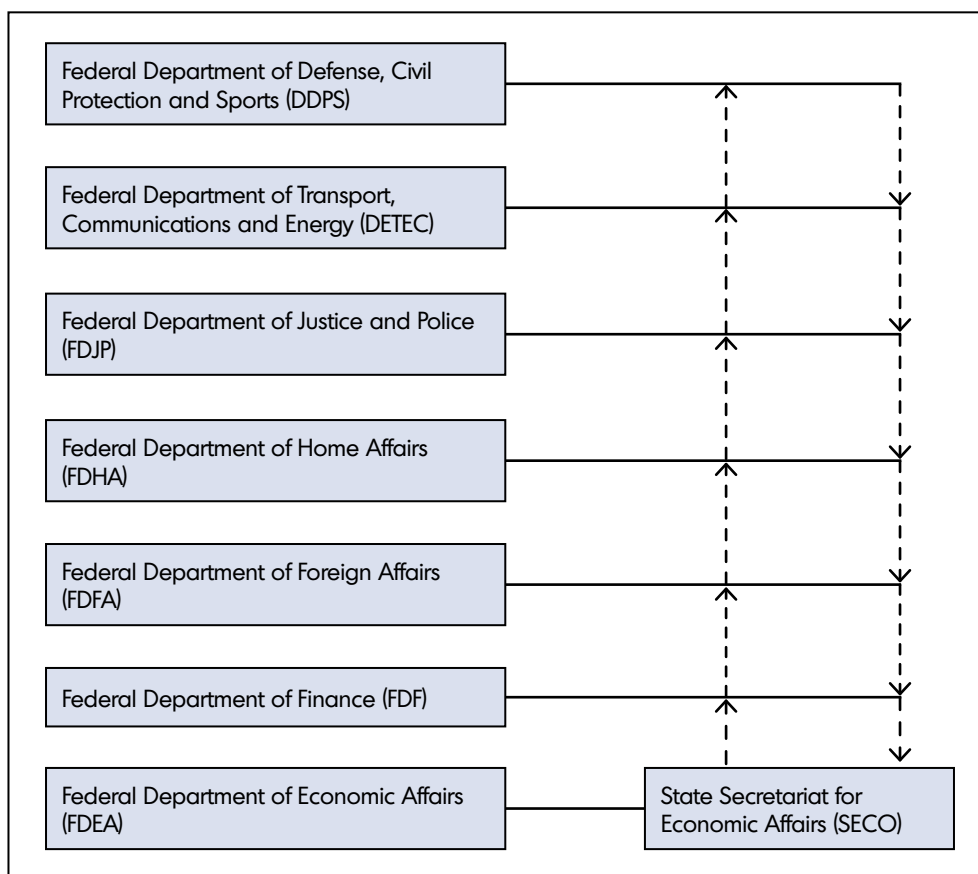 Federal Department of Defense, Civil
Protection and Sports (DDPS)
Federal Department of Transport,
Communications and Energy (DETEC)
Federal Department of Justice and Police
(FDJP)
Federal Department of Home Affairs
(FDHA)
Federal Department of Foreign Affairs
(FDFA)
Federal Department of Finance (FDF)
Federal Department of Economic Affairs
(FDEA)
State Secretariat for
Economic Affairs (SECO)